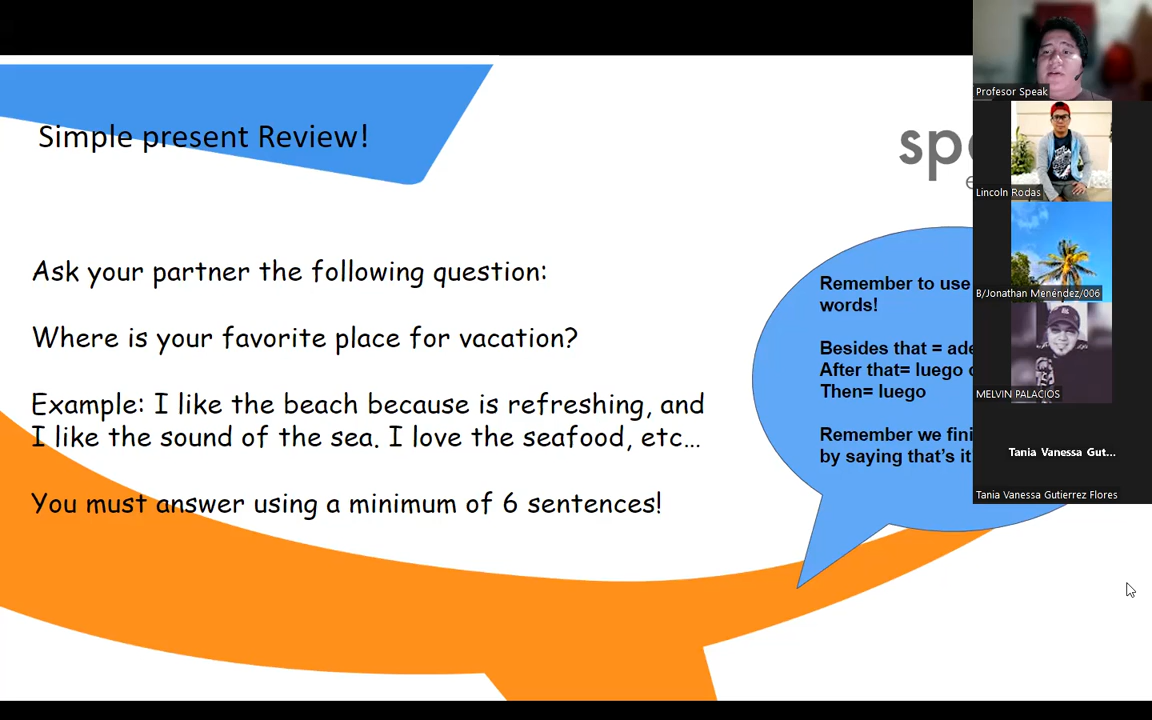 Simple present Review!
Ask your partner the following question:
Where is your favorite place for vacation?
Example: I like the beach because is refreshing, and
I like the sound of the sea. I love the seafood, etc…
You must answer using a minimum of 6 sentences!
Remember to use
words!
Besides that =
After that= luego
Then= luego
Remember we
by saying that's it
Profesor Speak
Lincoln Rodas
B/Jonathan Menéndez/006
MELVIN PALACIOS
Tania Vanessa Gut...
Tania Vanessa Gutierrez Flores